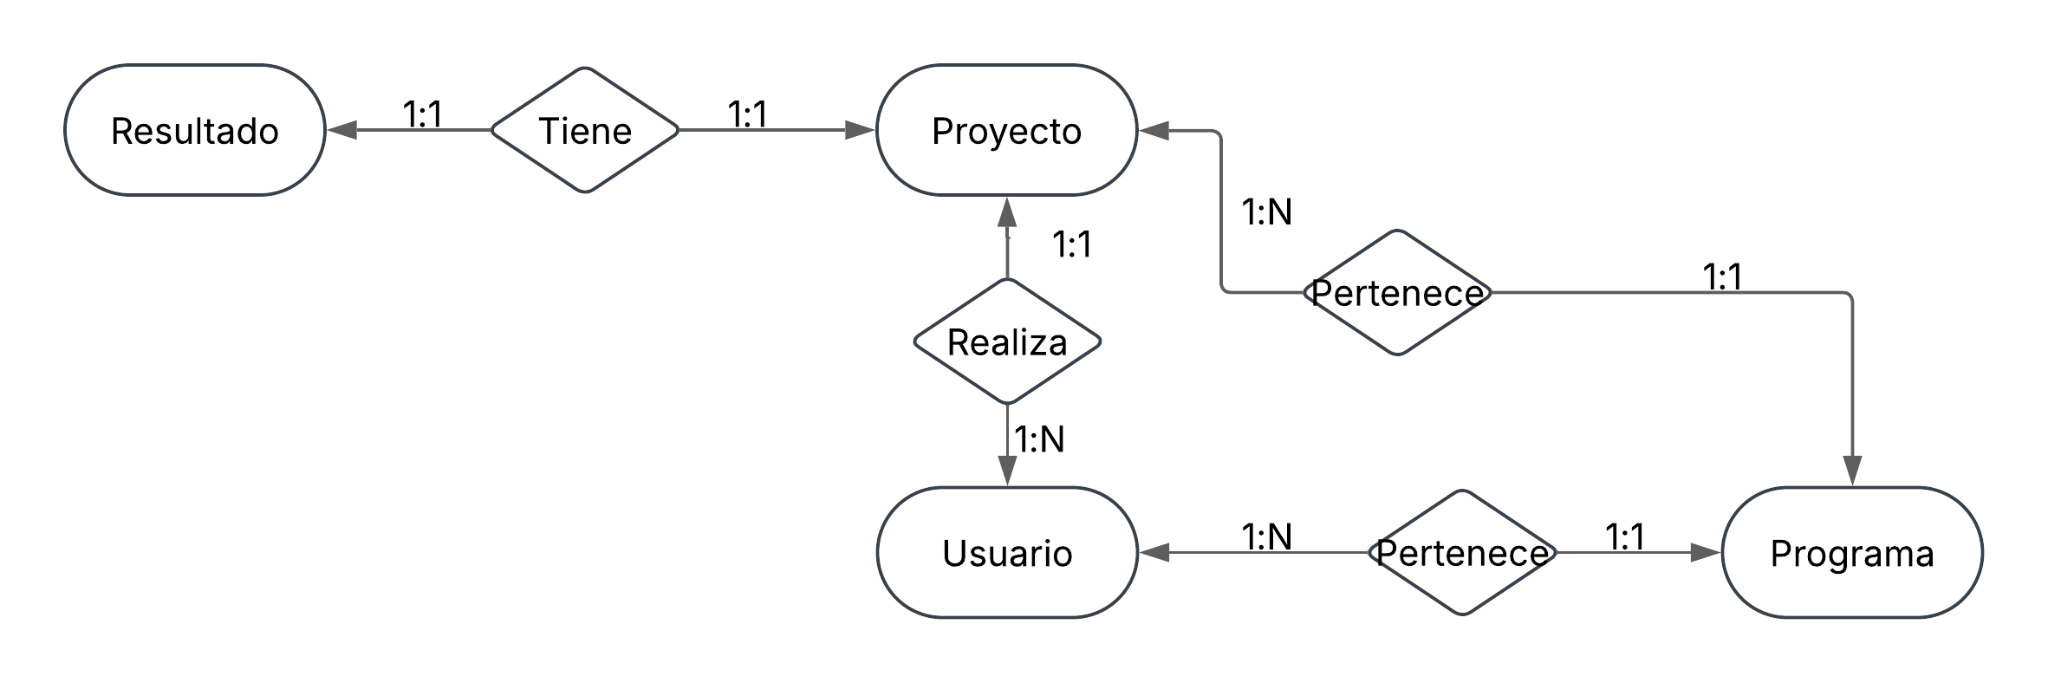 1:1
1:1
Resultado
Tiene
Proyecto
1:N
1:1
1:1
Pertenece
Realiza
1:N
1:N
1:1
Usuario
Pertenece
Programa